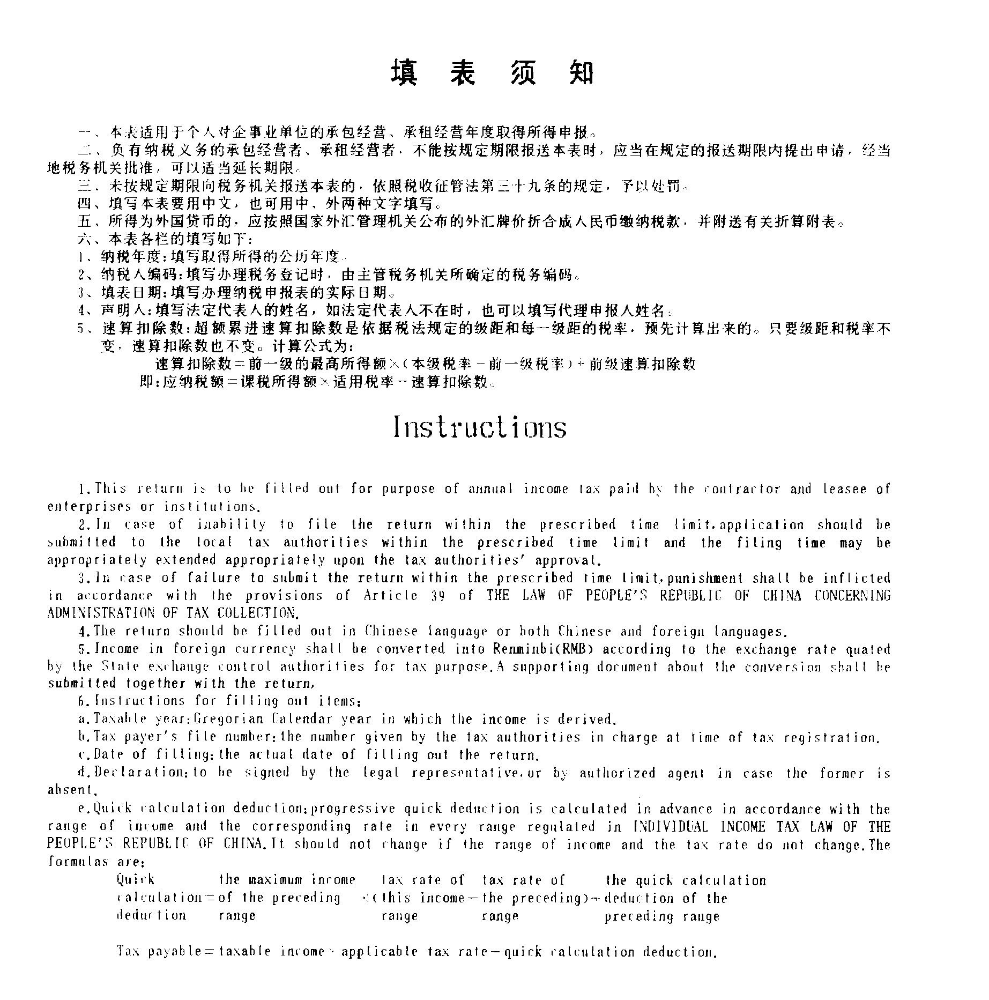 填 表 须 知
一、本表适用于个人对企事业单位的承包经营、承租经营年度取得所得申报。
二、负有纳税义务的承包经营者、承租经营者，不能按规定期限报送本表时，应当在规定的报送期限内提出申请，经当
地税务机关批准，可以适当延长期限。
三、未按规定期限向税务机关报送本表的，依照税收征管法第三十九条的规定，予以处罚。
四、填写本表要用中文，也可用中、外两种文字填写。
五、所得为外国货币的，应按照国家外汇管理机关公布的外汇牌价折合成人民币缴纳税款，并附送有关折算附表。
六、本表各栏的填写如下:
1、纳税年度:填写取得所得的公历年度。
2、纳税人编码:填写办理税务登记时，由主管税务机关所确定的税务编码。
3、填表日期:填写办理纳税申报表的实际日期。
4、声明人:填写法定代表人的姓名，如法定代表人不在时，也可以填写代理申报人姓名。
5、速算扣除数:超额累进速算扣除数是依据税法规定的级距和每一级距的税率，预先计算出来的。只要级距和税率不
变，速算扣除数也不变。计算公式为:
速算扣除数=前一级的最高所得额×(本级税率-前一级税率)+前级速算扣除数
即:应纳税额=课税所得额×适用税率-速算扣除数。
Instructions
1.This return is to be filled out for purpose of annual income tax paid by the contractor and leasee of
enterprises or institutions.
2.In case of inability to file the return within the prescribed time limit,application should be
submitted to the local tax authorities within the prescribed time limit and the filing time may be
appropriately extended appropriately upon the tax authorities' approval.
3.In case of failure to submit the return within the prescribed time limit,punishment shall be inflicted
in accordance with the provisions of Article 39 of THE LAW OF PEOPLE'S REPUBLIC OF CHINA CONCERNING
ADMINISTRATION OF TAX COLLECTION.
4.The return should be filled out in Chinese language or both Chinese and foreign languages.
5.Income in foreign currency shall be converted into Renminbi(RMB) according to the exchange rate quated
by the State exchange control authorities for tax purpose.A supporting document about the conversion shall be
submitted together with the return,
6.Instructions for filling out items:
a.Taxable year:Gregorian Calendar year in which the income is derived.
b.Tax payer's file number:the number given by the tax authorities in charge at time of tax registration.
c.Date of filling:the actual date of filling out the return.
d.Declaration:to be signed by the legal representative,or by authorized agent in case the former is
absent.
e.Quick calculation deduction:progressive quick deduction is calculated in advance in accordance with the
range of income and the corresponding rate in every range regulated in INDIVIDUAL INCOME TAX LAW OF THE
PEOPLE'S REPUBLIC OF CHINA.It should not change if the range of income and the tax rate do not change.The
formulas are:
Quick the maximum income tax rate of tax rate of the quick calculation
calculation=of the preceding ×(this income-the preceding)+deduction of the
deduction range range range preceding range
Tax payable=taxable income×applicable tax rate-quick calculation deduction.